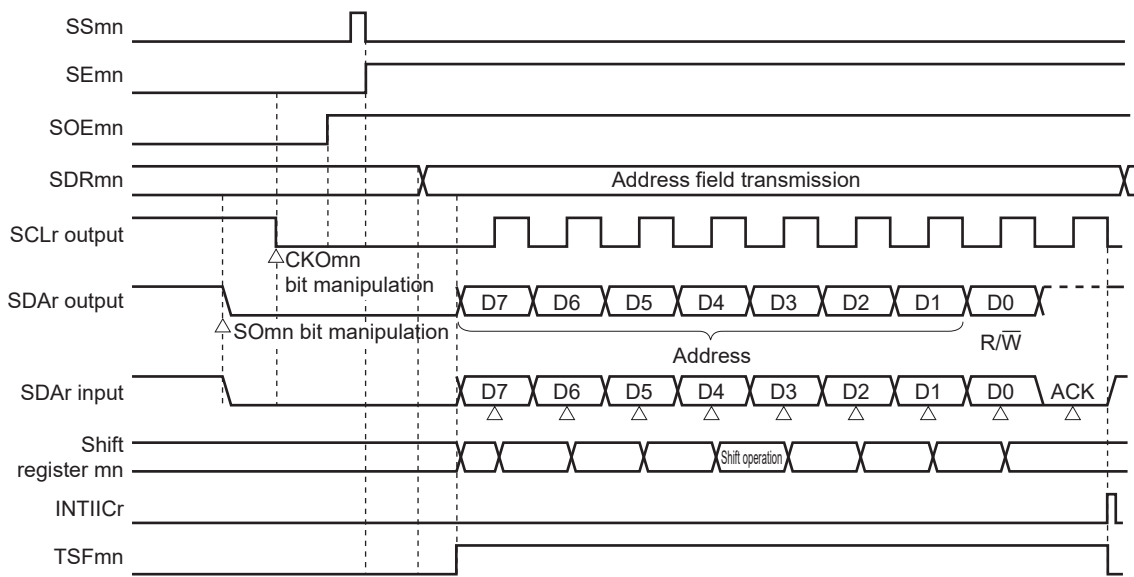 SSmn
SEmn
SOEmn
SDRmn
Address field transmission
SCLr output
CKOmn
bit manipulation
SDAr output
D7 D6 D5 D4 D3 D2 D1 D0
SOmn bit manipulation
Address
R/W̅
SDAr input
D7 D6 D5 D4 D3 D2 D1 D0 ACK
Shift
register mn
Shift operation
INTIICr
TSFmn